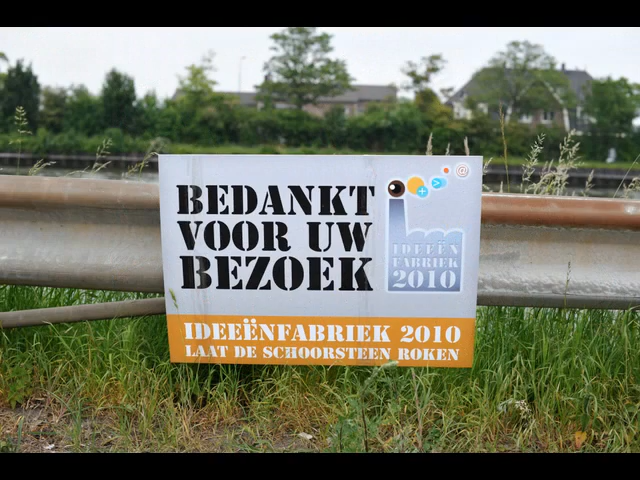 BEDANKT
VOOR UW
BEZOEK
IDEEËN
FABRIEK
2010
IDEEËNFABRIEK 2010
LAAT DE SCHOORSTEEN ROKEN